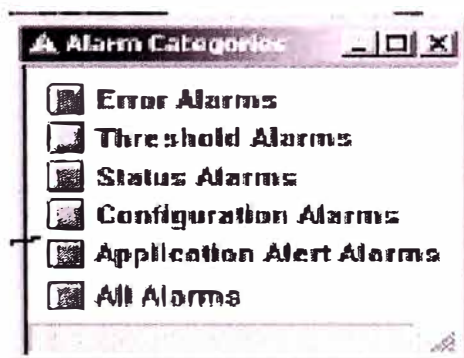 Alarm Categories
Error Alarms
Threshold Alarms
Status Alarms
Configuration Alarms
Application Alert Alarms
All Alarms